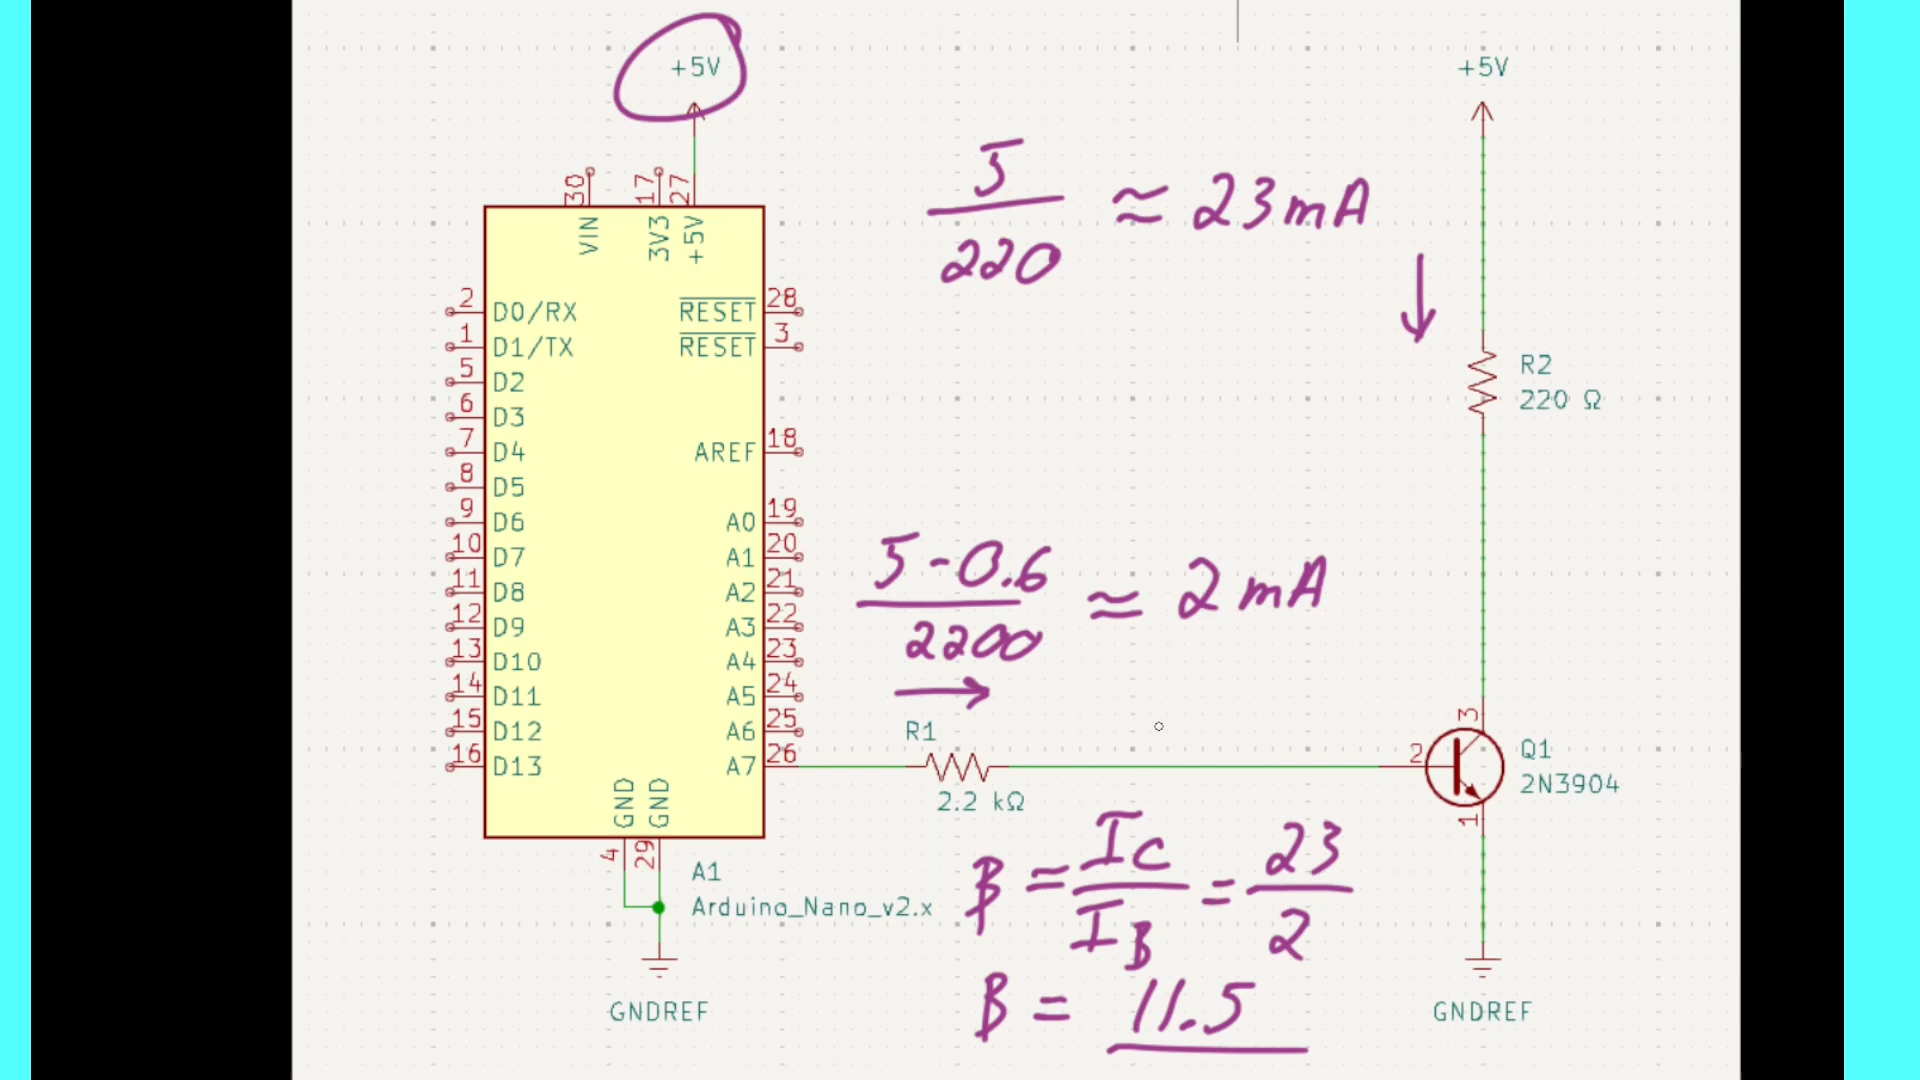 +5V
+5V
5/220 ≈ 23mA
30 17 27
VIN 3V3 +5V
2 D0/RX RESET 28
1 D1/TX RESET 3
5 D2
6 D3
R2
220 Ω
7 D4 AREF 18
8 D5
9 D6 A0 19
10 D7 A1 20
11 D8 A2 21
12 D9 A3 22
13 D10 A4 23
14 D11 A5 24
15 D12 A6 25
16 D13 A7 26
5-0.6/2200 ≈ 2mA
R1
2.2 kΩ
3
2
1
Q1
2N3904
GND GND
4 29
A1
Arduino_Nano_v2.x
B = Ic/IB = 23/2
B = 11.5
GNDREF
GNDREF